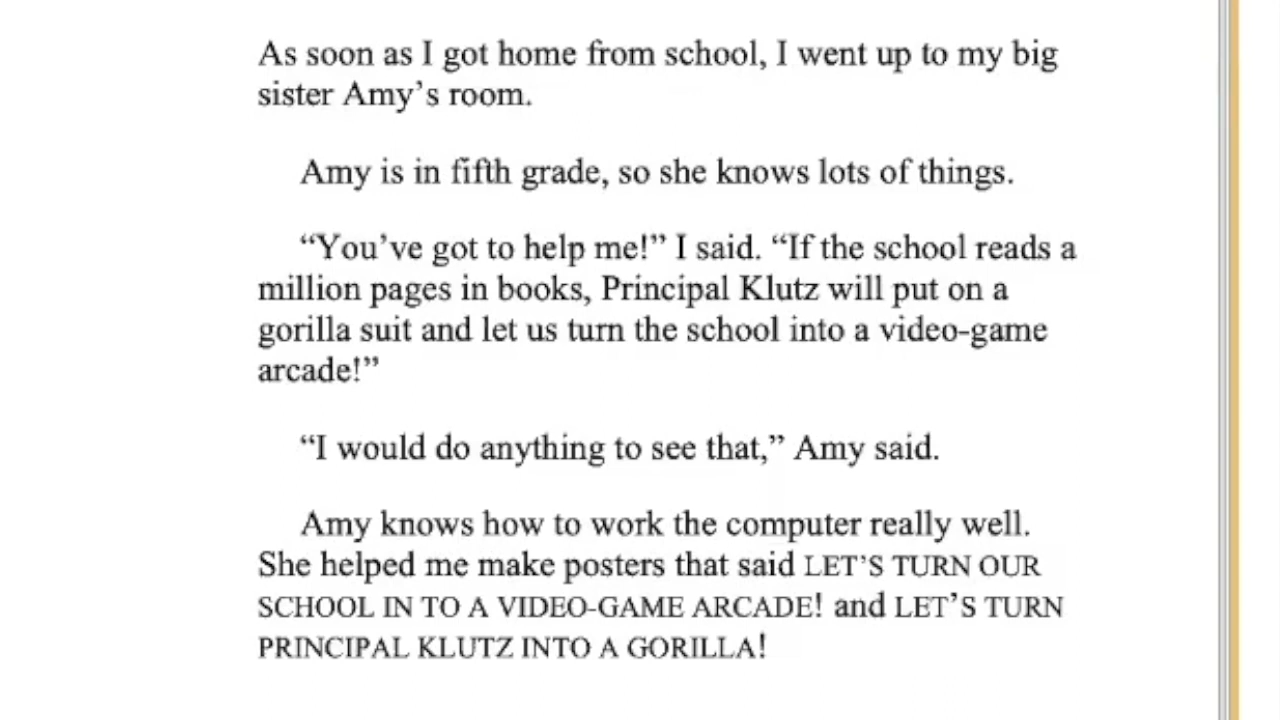 As soon as I got home from school, I went up to my big
sister Amy’s room.
Amy is in fifth grade, so she knows lots of things.
“You’ve got to help me!” I said. “If the school reads a
million pages in books, Principal Klutz will put on a
gorilla suit and let us turn the school into a video-game
arcade!”
“I would do anything to see that,” Amy said.
Amy knows how to work the computer really well.
She helped me make posters that said LET’S TURN OUR
SCHOOL IN TO A VIDEO-GAME ARCADE! and LET’S TURN
PRINCIPAL KLUTZ INTO A GORILLA!